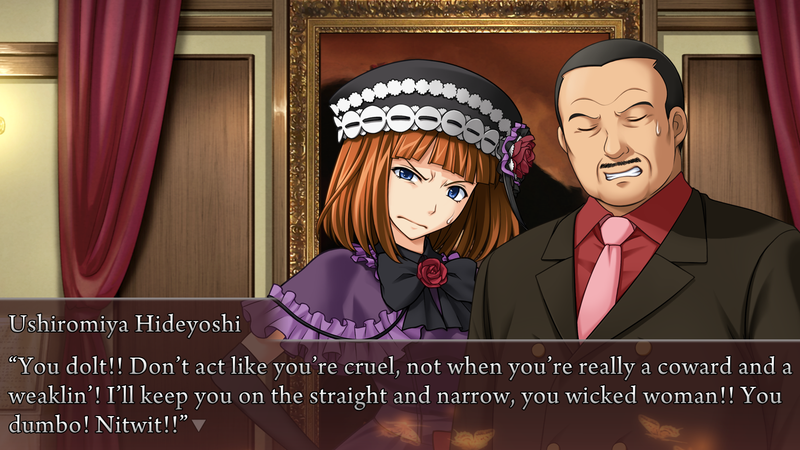 Ushiromiya Hideyoshi
“You dolt!! Don’t act like you’re cruel, not when you’re really a coward and a
weaklin’! I’ll keep you on the straight and narrow, you wicked woman!! You
dumbo! Nitwit!!”